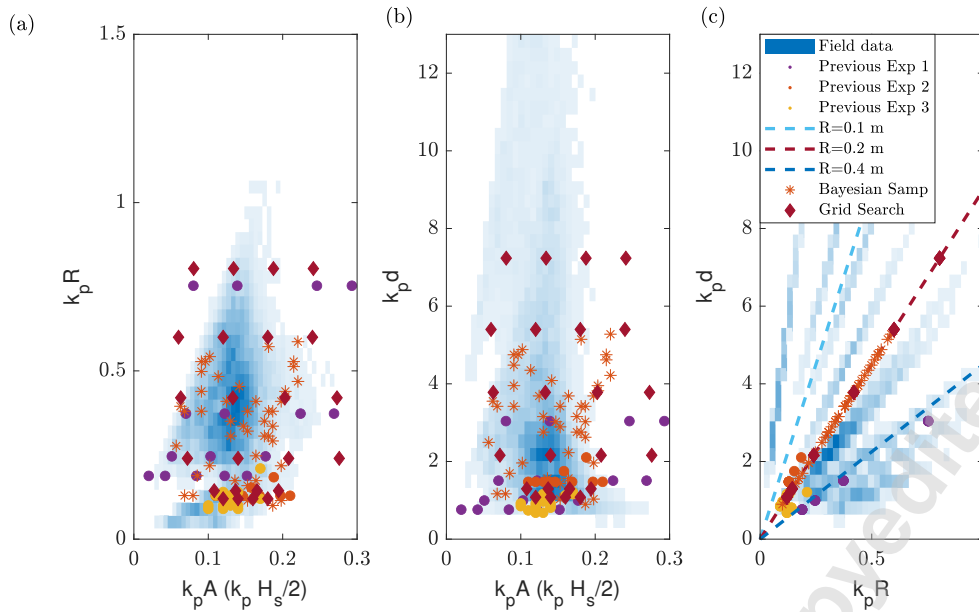 (a)
1.5
1
0.5
0
0
0.1
0.2
0.3
k_pR
k_pA (k_p H_s/2)
(b)
12
10
8
6
4
2
0
0
0.1
0.2
0.3
k_pd
k_pA (k_p H_s/2)
(c)
Field data
Previous Exp 1
Previous Exp 2
Previous Exp 3
R=0.1 m
R=0.2 m
R=0.4 m
Bayesian Samp
Grid Search
12
10
8
6
4
2
0
0
0.5
k_pd
k_pR
pyedite